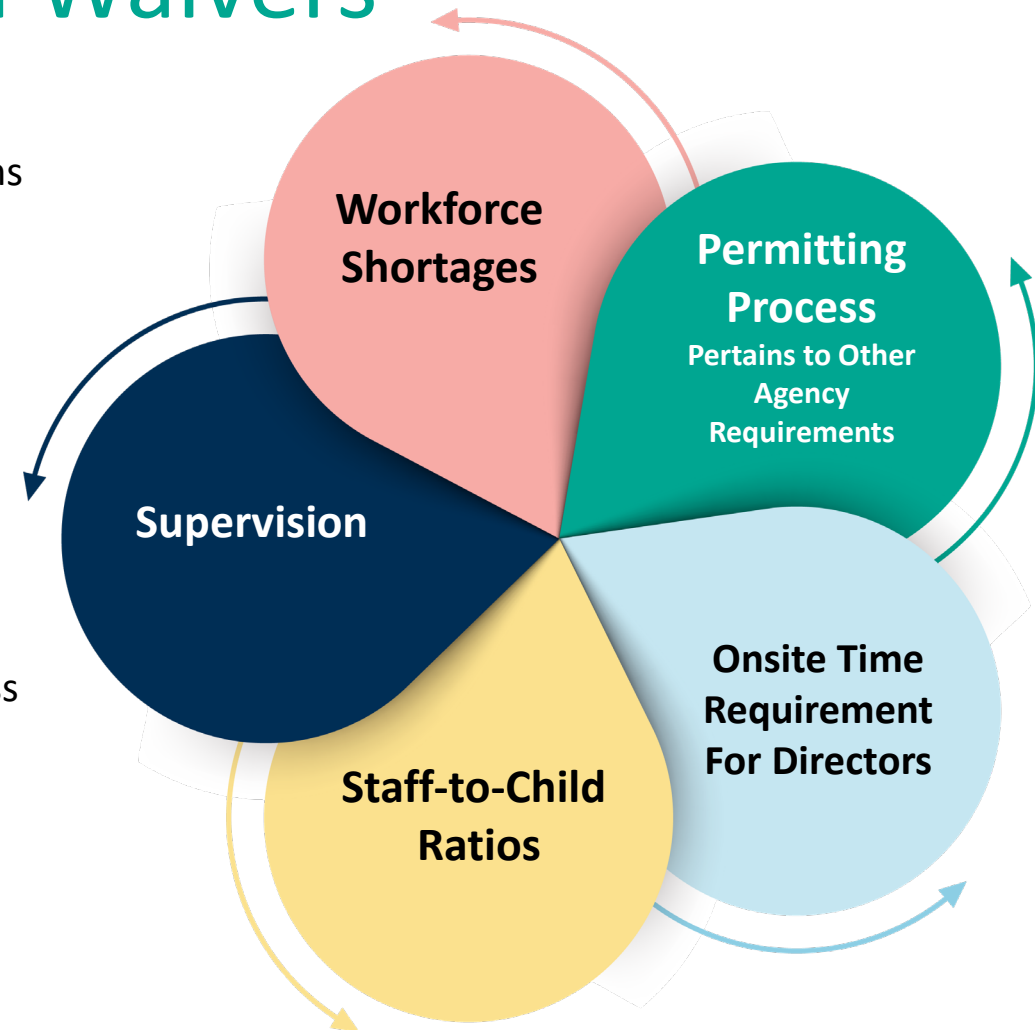 Waivers
Workforce
Shortages
Permitting
Process
Pertains to Other
Agency
Requirements
Supervision
Onsite Time
Requirement
For Directors
Staff-to-Child
Ratios